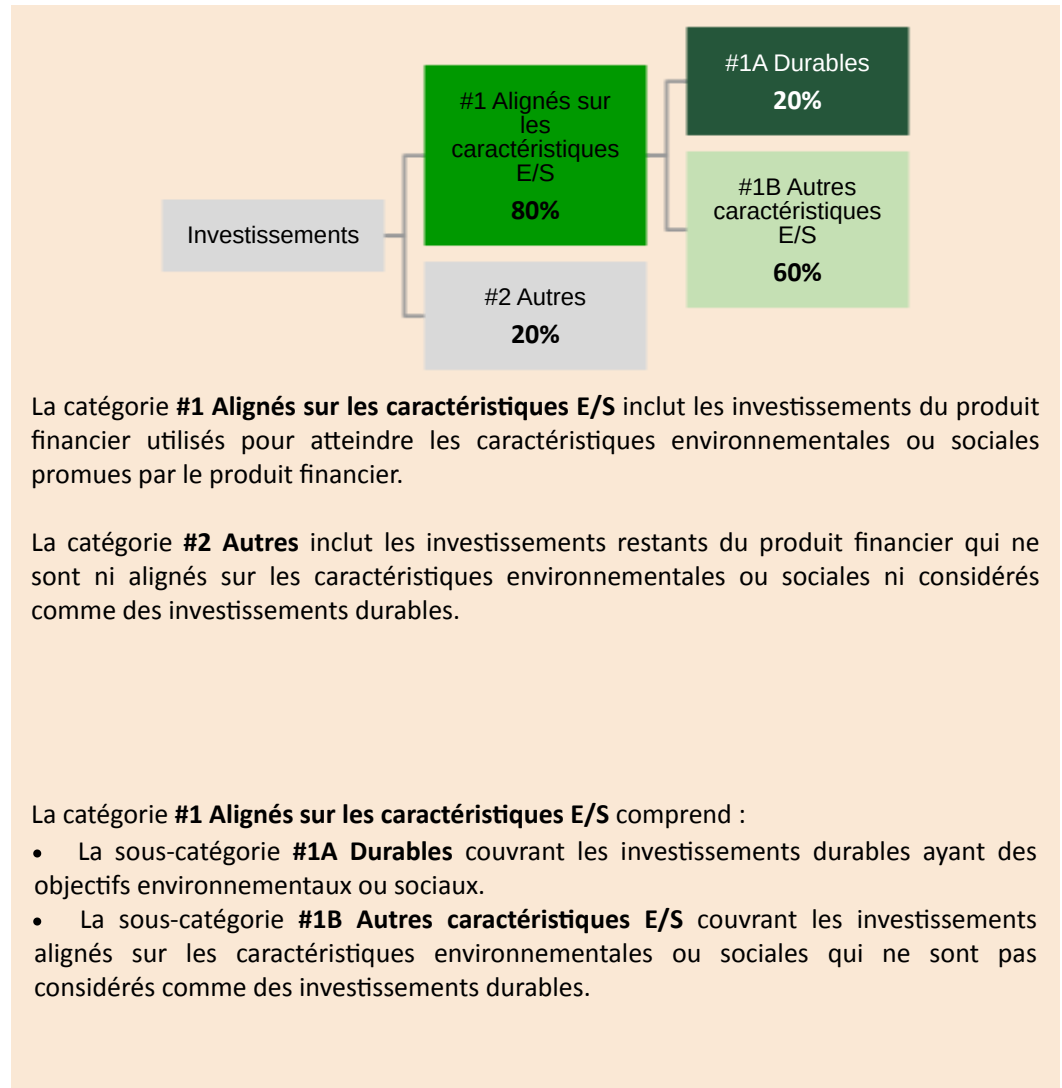 #1A Durables
20%
#1 Alignés sur
les
caractéristiques
E/S
80%
#1B Autres
caractéristiques
E/S
60%
Investissements
#2 Autres
20%
La catégorie #1 Alignés sur les caractéristiques E/S inclut les investissements du produit
financier utilisés pour atteindre les caractéristiques environnementales ou sociales
promues par le produit financier.
La catégorie #2 Autres inclut les investissements restants du produit financier qui ne
sont ni alignés sur les caractéristiques environnementales ou sociales ni considérés
comme des investissements durables.
La catégorie #1 Alignés sur les caractéristiques E/S comprend :
• La sous-catégorie #1A Durables couvrant les investissements durables ayant des
objectifs environnementaux ou sociaux.
• La sous-catégorie #1B Autres caractéristiques E/S couvrant les investissements
alignés sur les caractéristiques environnementales ou sociales qui ne sont pas
considérés comme des investissements durables.